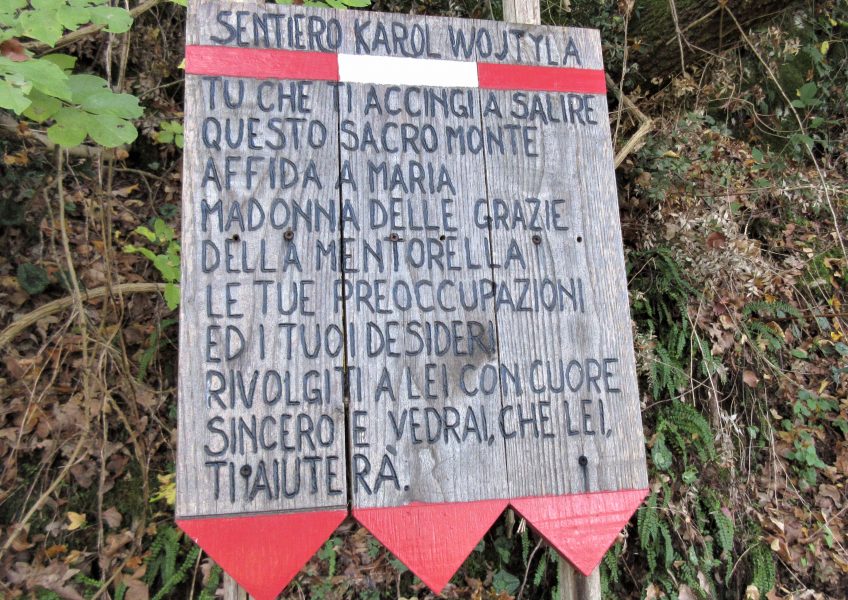 SENTIERO KAROL WOJTYLA
TU CHE TI ACCINGI A SALIRE
QUESTO SACRO MONTE
AFFIDA A MARIA
MADONNA DELLE GRAZIE
DELLA MENTORELLA
LE TUE PREOCCUPAZIONI
ED I TUOI DESIDERI
RIVOLGITI A LEI CON CUORE
SINCERO E VEDRAI, CHE LEI,
TI AIUTERÀ.